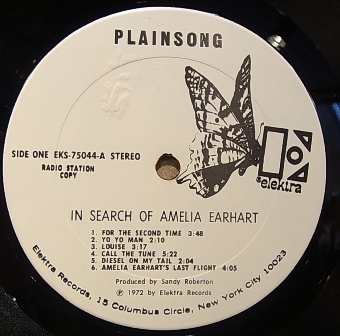 PLAINSONG
SIDE ONE EKS-75044-A STEREO
RADIO STATION
COPY
elektra
IN SEARCH OF AMELIA EARHART
1. FOR THE SECOND TIME 3:48
2. YO YO MAN 2:10
3. LOUISE 3:17
4. CALL THE TUNE 5:22
5. DIESEL ON MY TAIL 2:04
6. AMELIA EARHART'S LAST FLIGHT 4:05
Produced by Sandy Roberton
℗ 1972 by Elektra Records
Elektra Records, 15 Columbus Circle, New York City 10023